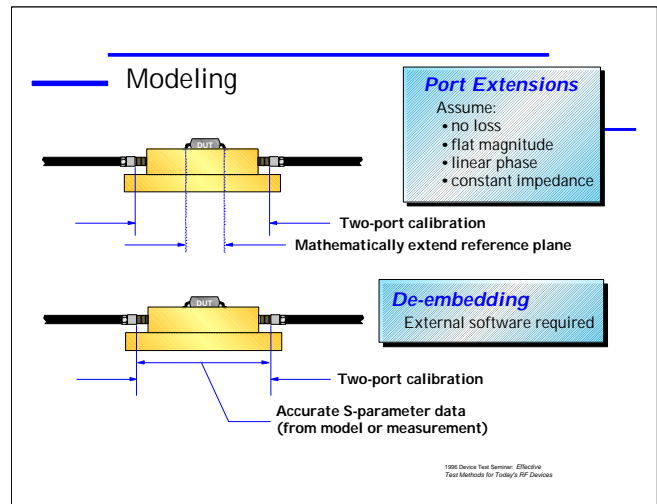 Modeling
Port Extensions
Assume:
• no loss
• flat magnitude
• linear phase
• constant impedance
DUT
Two-port calibration
Mathematically extend reference plane
De-embedding
External software required
DUT
Two-port calibration
Accurate S-parameter data
(from model or measurement)
1996 Device Test Seminar: Effective
Test Methods for Today's RF Devices